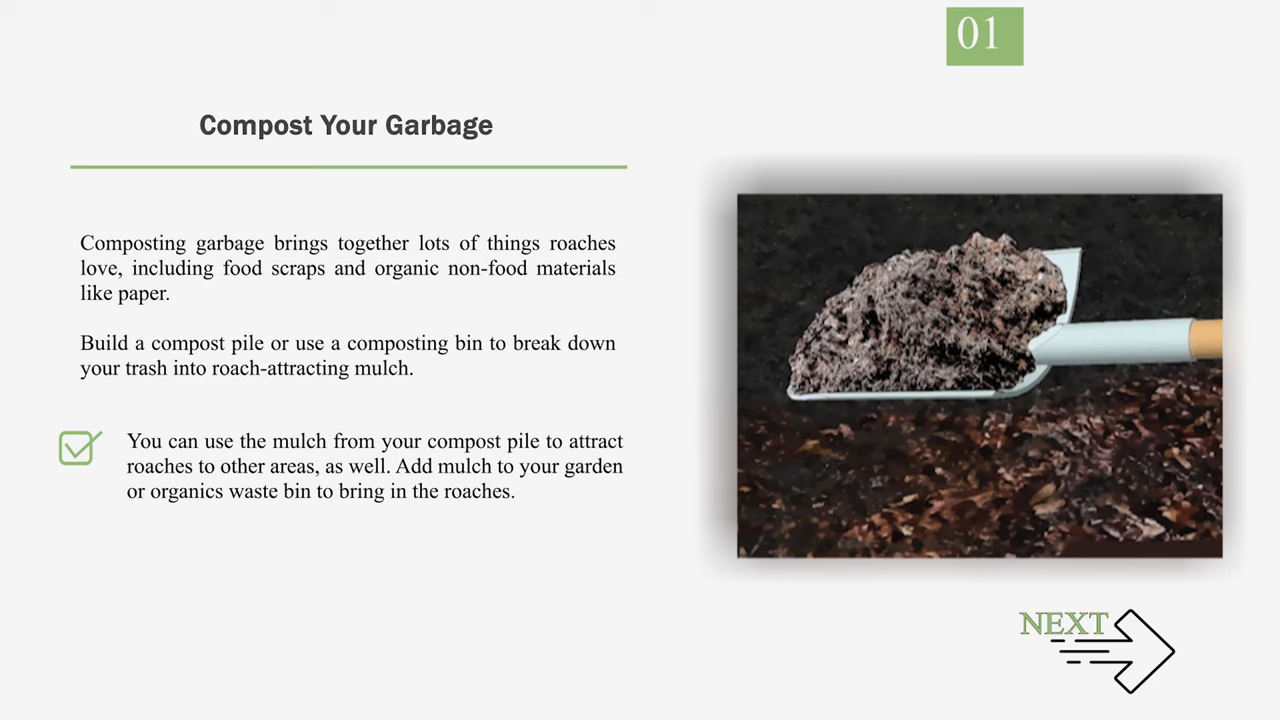 01
Compost Your Garbage
Composting garbage brings together lots of things roaches
love, including food scraps and organic non-food materials
like paper.
Build a compost pile or use a composting bin to break down
your trash into roach-attracting mulch.
You can use the mulch from your compost pile to attract
roaches to other areas, as well. Add mulch to your garden
or organics waste bin to bring in the roaches.
NEXT